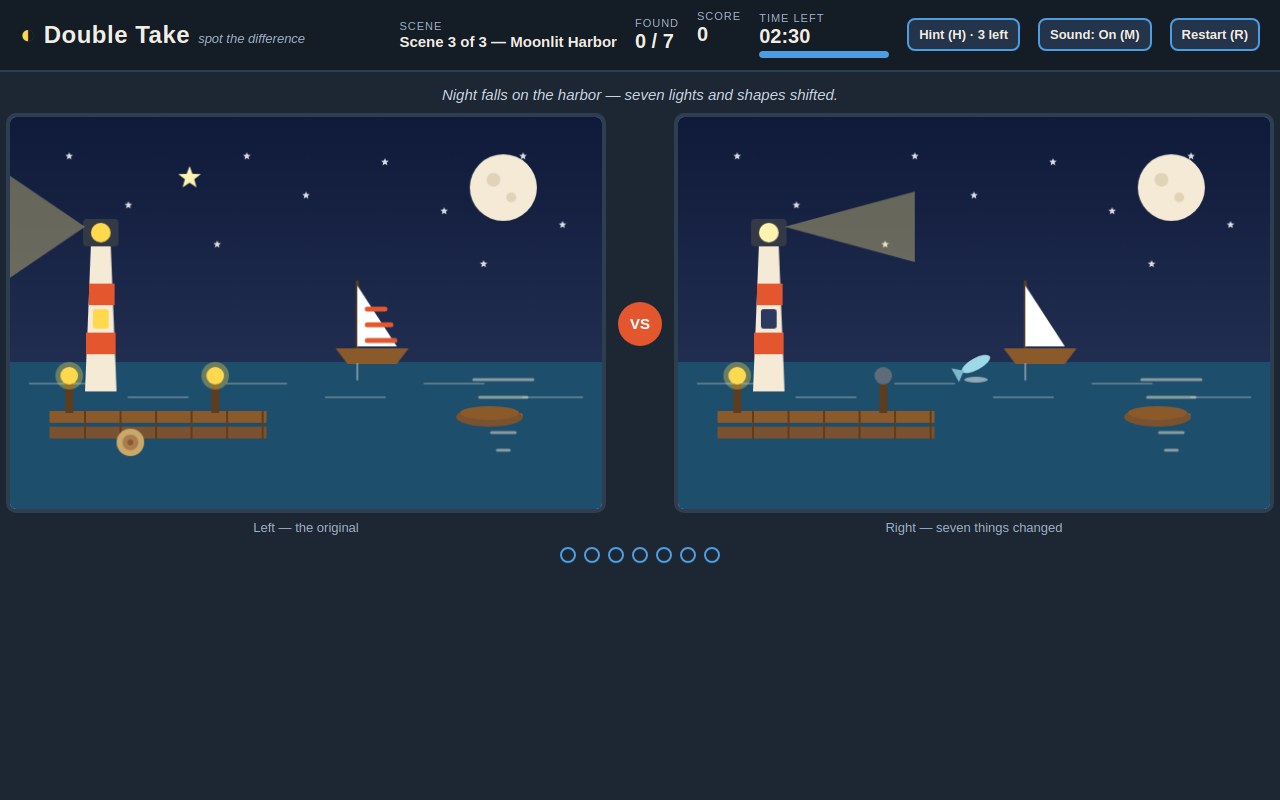 Double Take spot the difference
SCENE
Scene 3 of 3 — Moonlit Harbor
FOUND
0 / 7
SCORE
0
TIME LEFT
02:30
Hint (H) · 3 left
Sound: On (M)
Restart (R)
Night falls on the harbor — seven lights and shapes shifted.
VS
Left — the original
Right — seven things changed